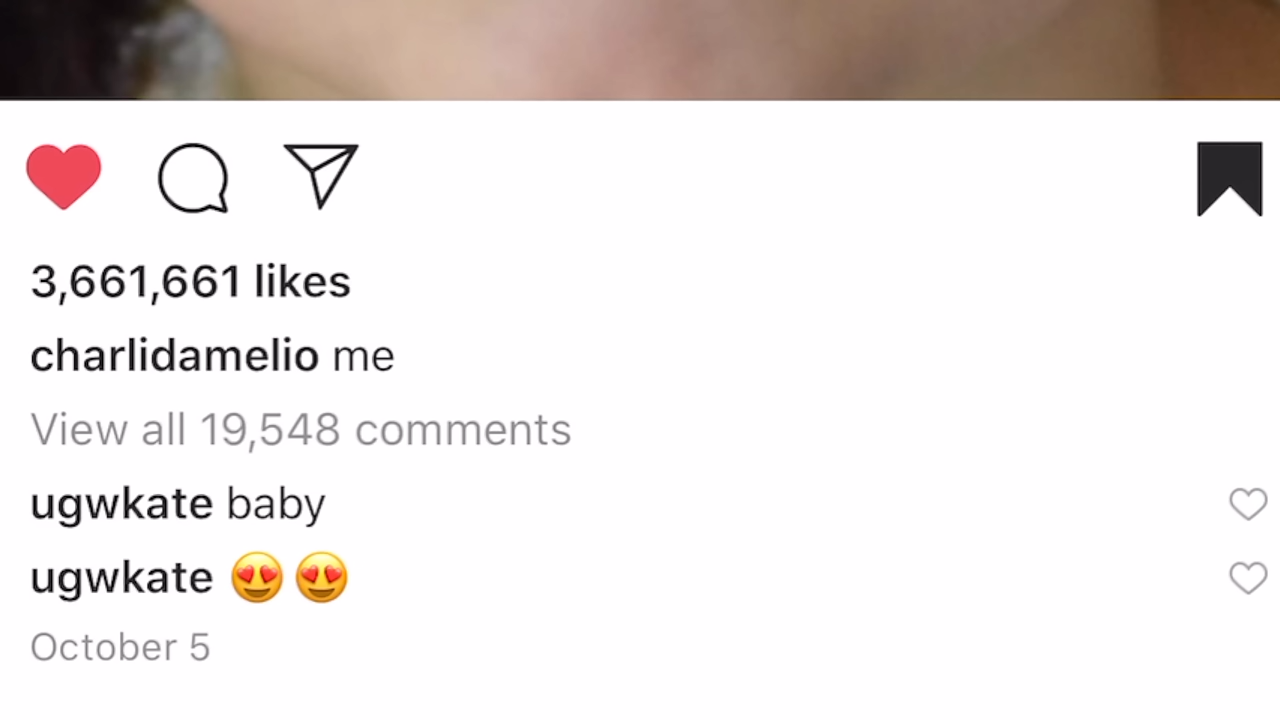 3,661,661 likes
charlidamelio me
View all 19,548 comments
ugwkate baby
ugwkate 😍😍
October 5